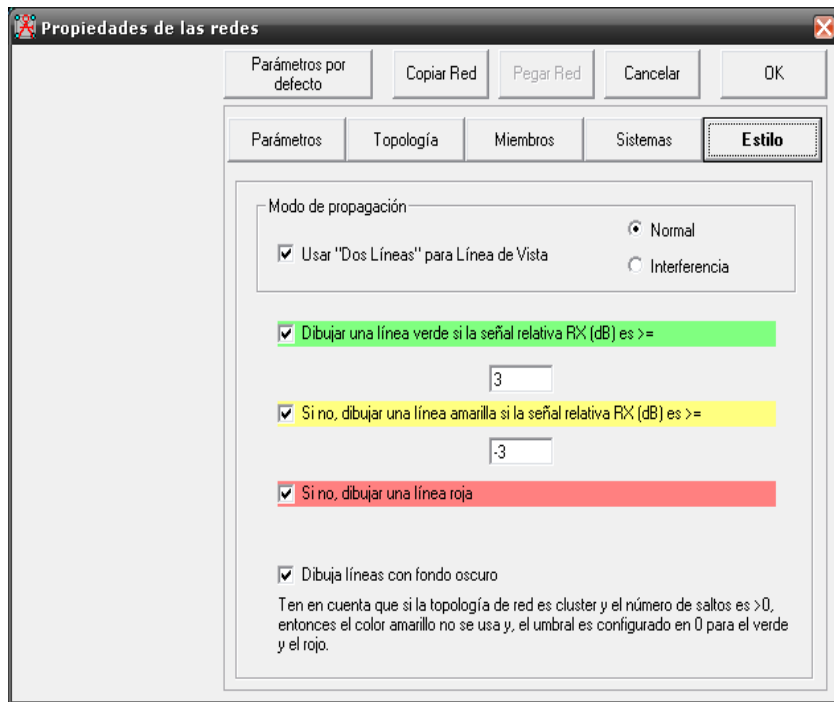 Propiedades de las redes
Parámetros por
defecto
Copiar Red
Pegar Red
Cancelar
OK
Parámetros
Topología
Miembros
Sistemas
Estilo
Modo de propagación
Usar "Dos Líneas" para Línea de Vista
Normal
Interferencia
Dibujar una línea verde si la señal relativa RX (dB) es >=
3
Si no, dibujar una línea amarilla si la señal relativa RX (dB) es >=
-3
Si no, dibujar una línea roja
Dibuja líneas con fondo oscuro
Ten en cuenta que si la topología de red es cluster y el número de saltos es >0,
entonces el color amarillo no se usa y, el umbral es configurado en 0 para el verde
y el rojo.